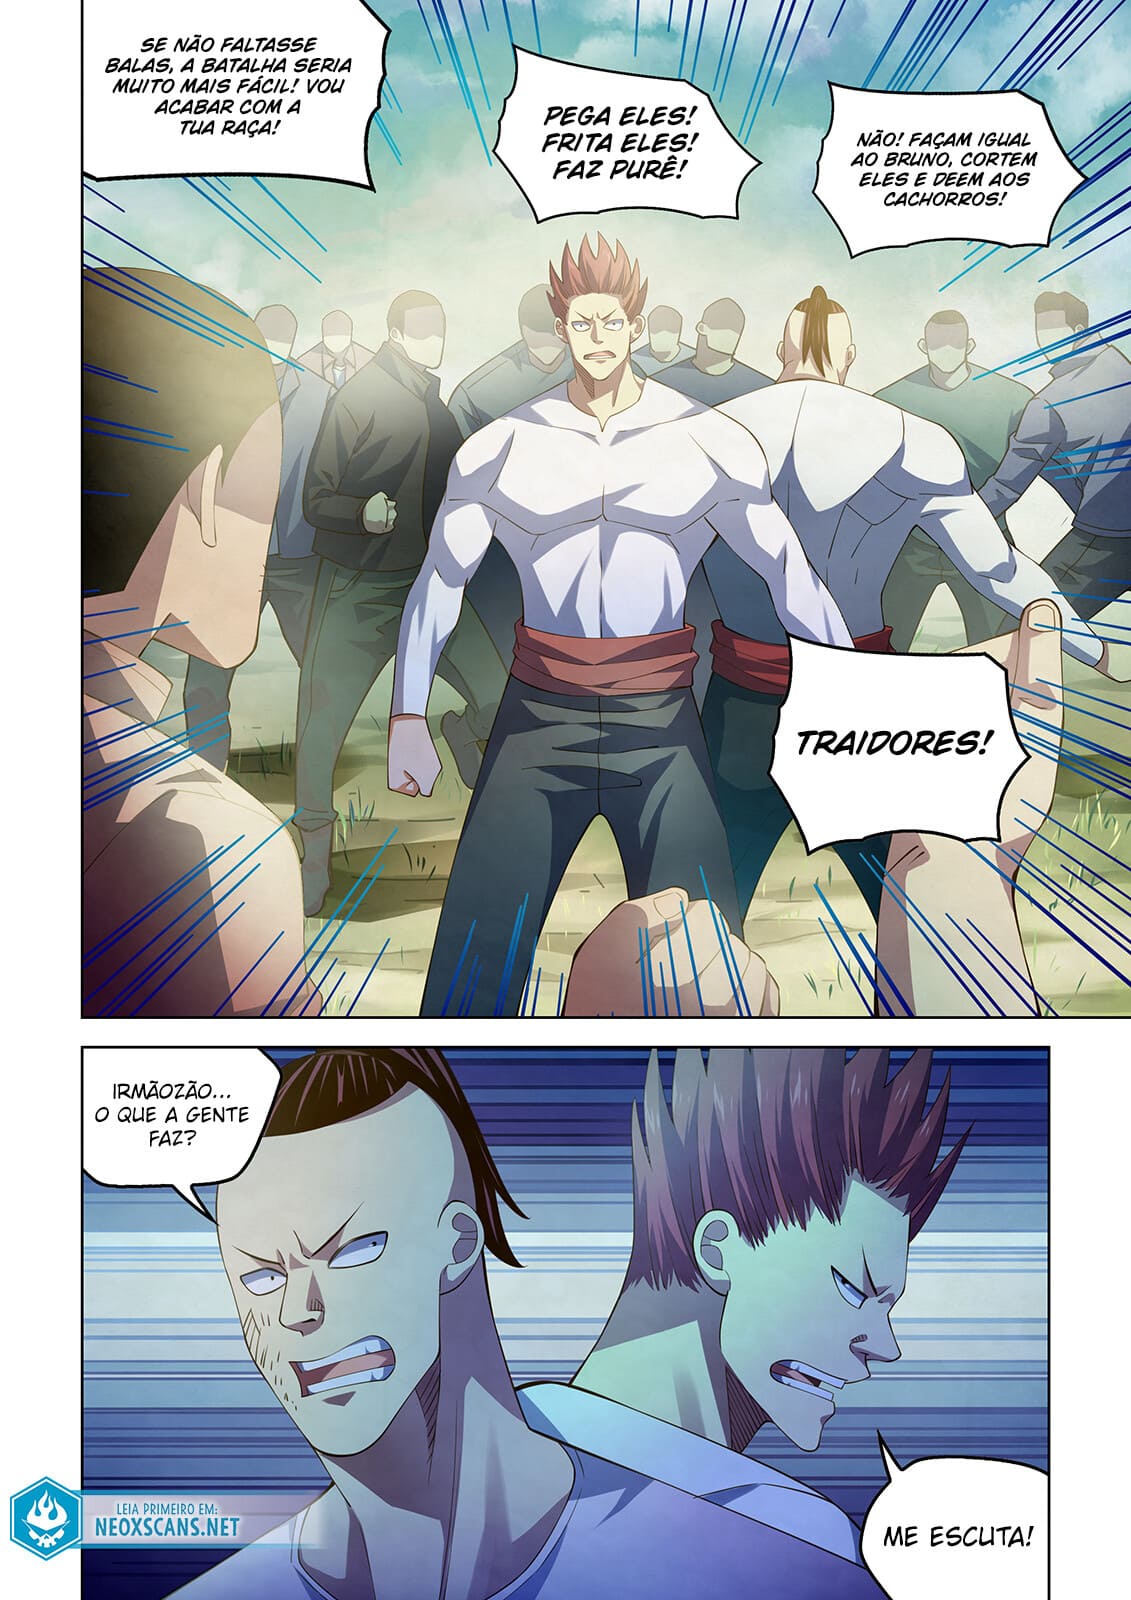 SE NÃO FALTASSE
BALAS, A BATALHA SERIA
MUITO MAIS FÁCIL! VOU
ACABAR COM A
TUA RAÇA!
PEGA ELES!
FRITA ELES!
FAZ PURÊ!
NÃO! FAÇAM IGUAL
AO BRUNO, CORTEM
ELES E DEEM AOS
CACHORROS!
TRAIDORES!
IRMÃOZÃO...
O QUE A GENTE
FAZ?
ME ESCUTA!
LEIA PRIMEIRO EM:
NEOXSCANS.NET